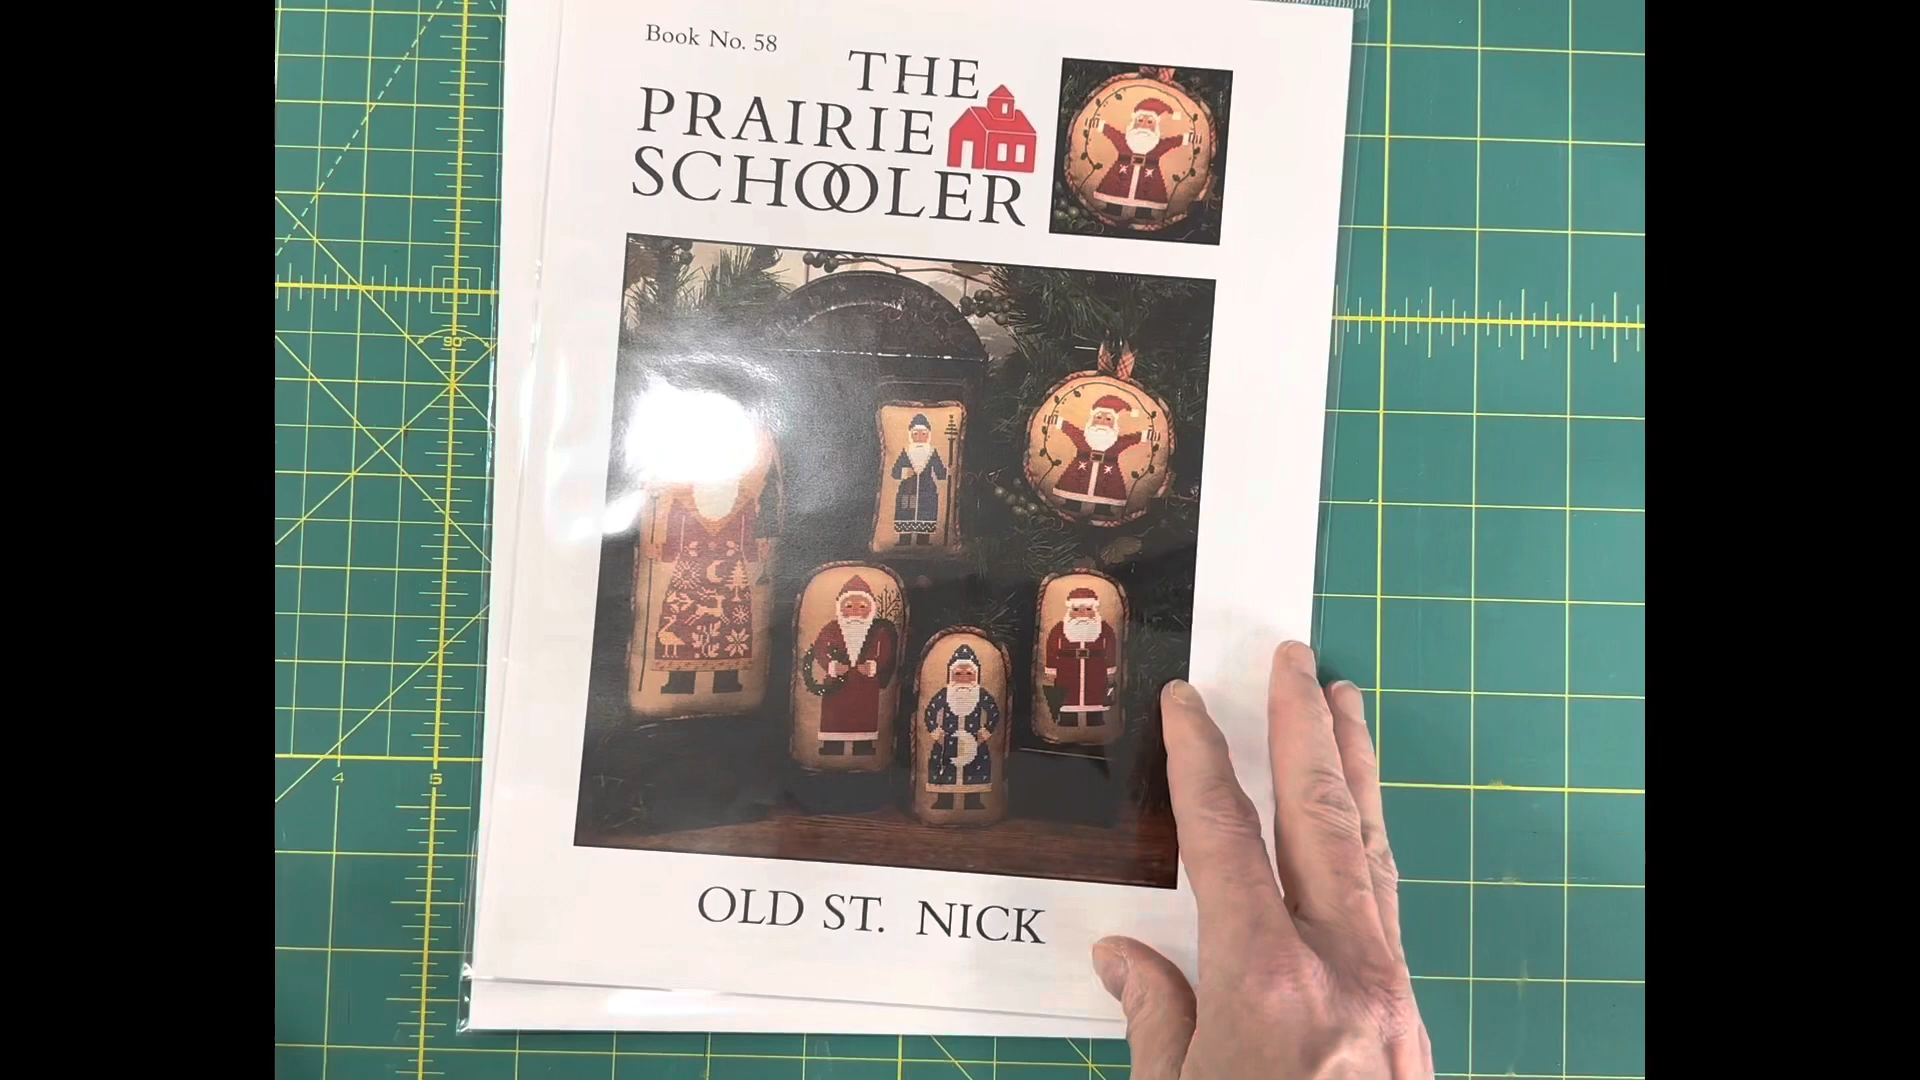 Book No. 58
THE
PRAIRIE
SCHOOLER
OLD ST. NICK
90°
4
5